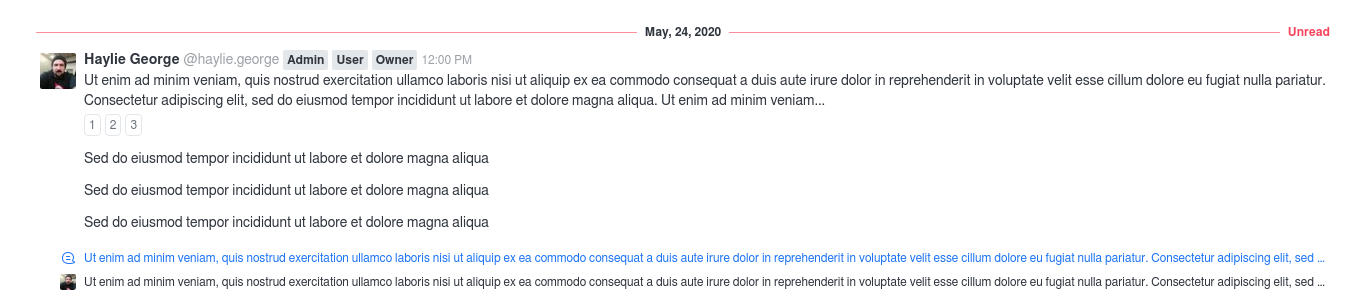 May, 24, 2020 Unread
Haylie George @haylie.george Admin User Owner 12:00 PM
Ut enim ad minim veniam, quis nostrud exercitation ullamco laboris nisi ut aliquip ex ea commodo consequat a duis aute irure dolor in reprehenderit in voluptate velit esse cillum dolore eu fugiat nulla pariatur.
Consectetur adipiscing elit, sed do eiusmod tempor incididunt ut labore et dolore magna aliqua. Ut enim ad minim veniam...
1 2 3
Sed do eiusmod tempor incididunt ut labore et dolore magna aliqua
Sed do eiusmod tempor incididunt ut labore et dolore magna aliqua
Sed do eiusmod tempor incididunt ut labore et dolore magna aliqua
Ut enim ad minim veniam, quis nostrud exercitation ullamco laboris nisi ut aliquip ex ea commodo consequat a duis aute irure dolor in reprehenderit in voluptate velit esse cillum dolore eu fugiat nulla pariatur. Consectetur adipiscing elit, sed ...
Ut enim ad minim veniam, quis nostrud exercitation ullamco laboris nisi ut aliquip ex ea commodo consequat a duis aute irure dolor in reprehenderit in voluptate velit esse cillum dolore eu fugiat nulla pariatur. Consectetur adipiscing elit, sed ...